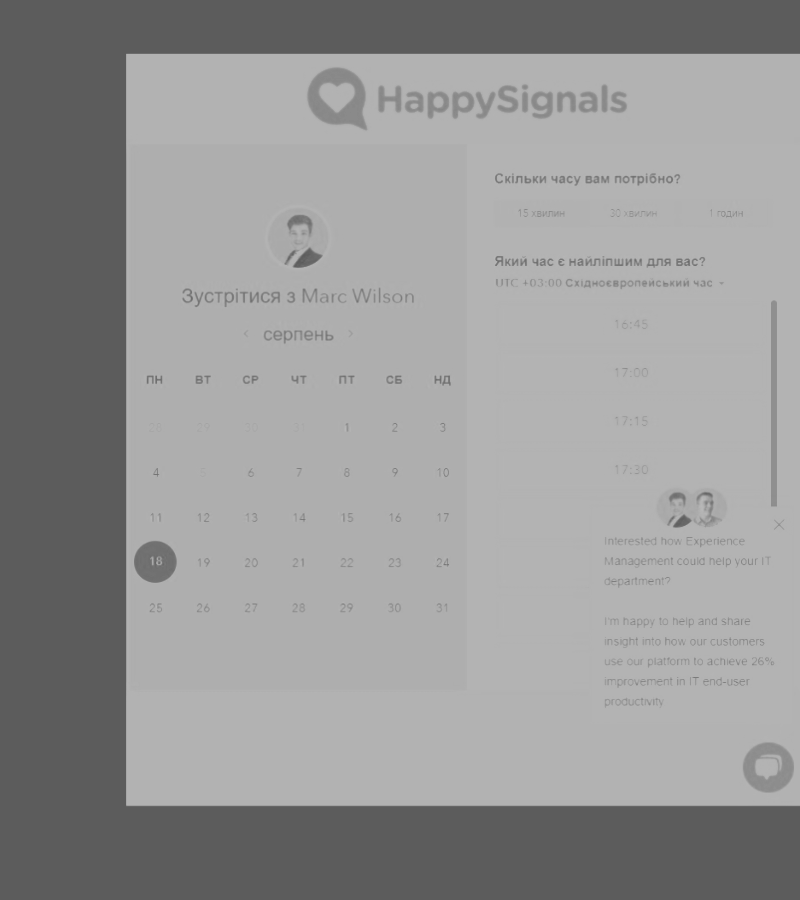 HappySignals
Зустрітися з Marc Wilson
серпень
ПН ВТ СР ЧТ ПТ СБ НД
28 29 30 31 1 2 3
4 5 6 7 8 9 10
11 12 13 14 15 16 17
18 19 20 21 22 23 24
25 26 27 28 29 30 31
Скільки часу вам потрібно?
15 хвилин 30 хвилин 1 годин
Який час є найліпшим для вас?
UTC +03:00 Східноєвропейський час
16:45
17:00
17:15
17:30
Interested how Experience
Management could help your IT
department?
I'm happy to help and share
insight into how our customers
use our platform to achieve 26%
improvement in IT end-user
productivity